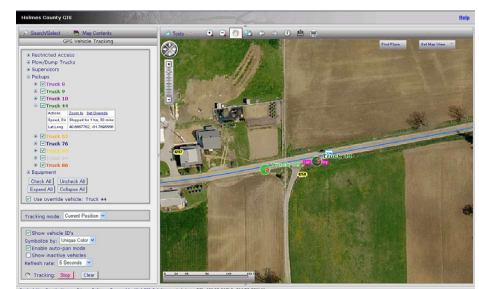 Holmes County GIS
Help
Search/Select
Map Contents
Tools
GPS Vehicle Tracking
Find Place
Set Map View
Restricted Access
Plow/Dump Trucks
Supervisors
Pickups
Truck 8
Truck 9
Truck 10
Truck 44
Actions
Zoom to
Set Override
Lat/Long
Truck 76
Truck 86
Equipment
Check All
Uncheck All
Expand All
Collapse All
Use override vehicle: Truck 44
Tracking mode:
Current Position
Show vehicle ID's
Symbolize by:
Unique Color
Enable auto-pan mode
Show inactive vehicles
Refresh rate:
5 Seconds
Tracking:
Stop
Clear